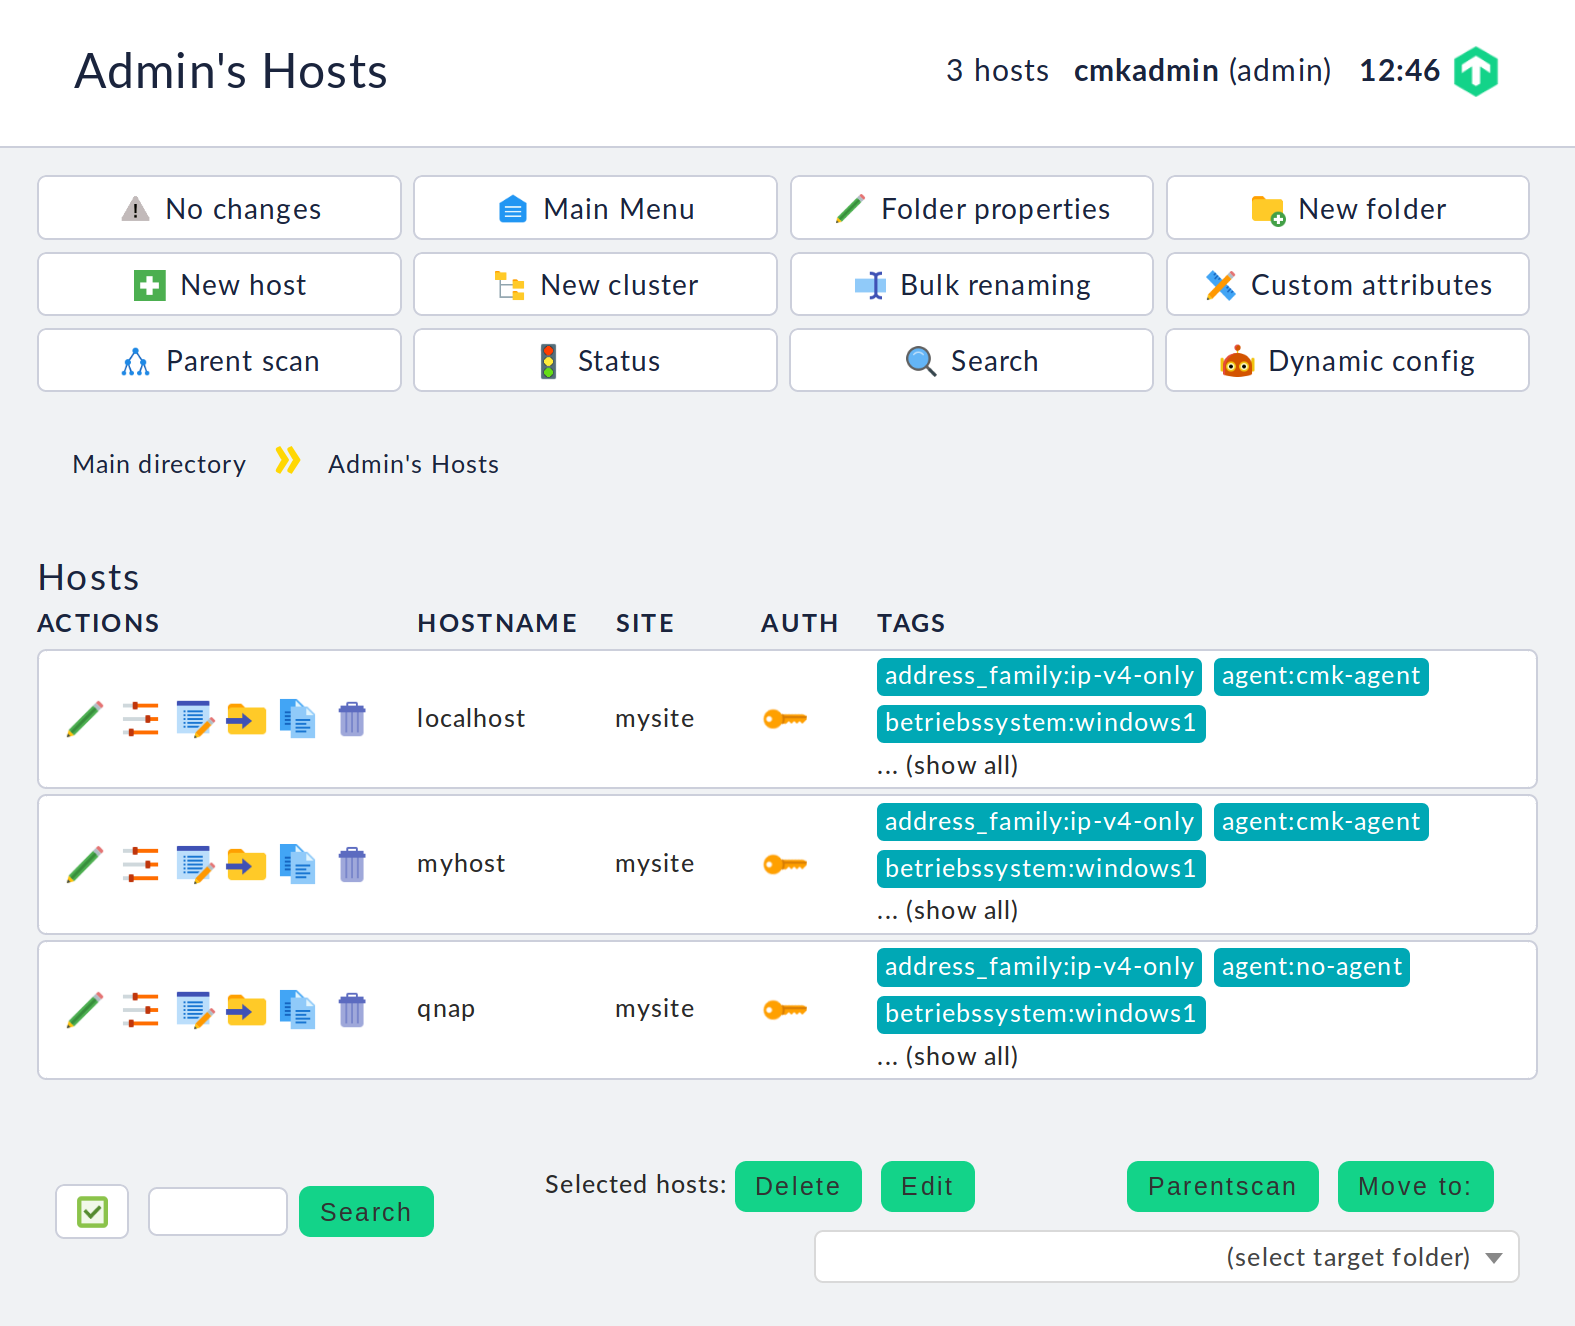 Admin's Hosts
3 hosts cmkadmin (admin) 12:46
No changes Main Menu Folder properties New folder
New host New cluster Bulk renaming Custom attributes
Parent scan Status Search Dynamic config
Main directory Admin's Hosts
Hosts
ACTIONS HOSTNAME SITE AUTH TAGS
address_family:ip-v4-only agent:cmk-agent
localhost mysite betriebssystem:windows1
... (show all)
address_family:ip-v4-only agent:cmk-agent
myhost mysite betriebssystem:windows1
... (show all)
address_family:ip-v4-only agent:no-agent
qnap mysite betriebssystem:windows1
... (show all)
Search Selected hosts: Delete Edit Parentscan Move to:
(select target folder)